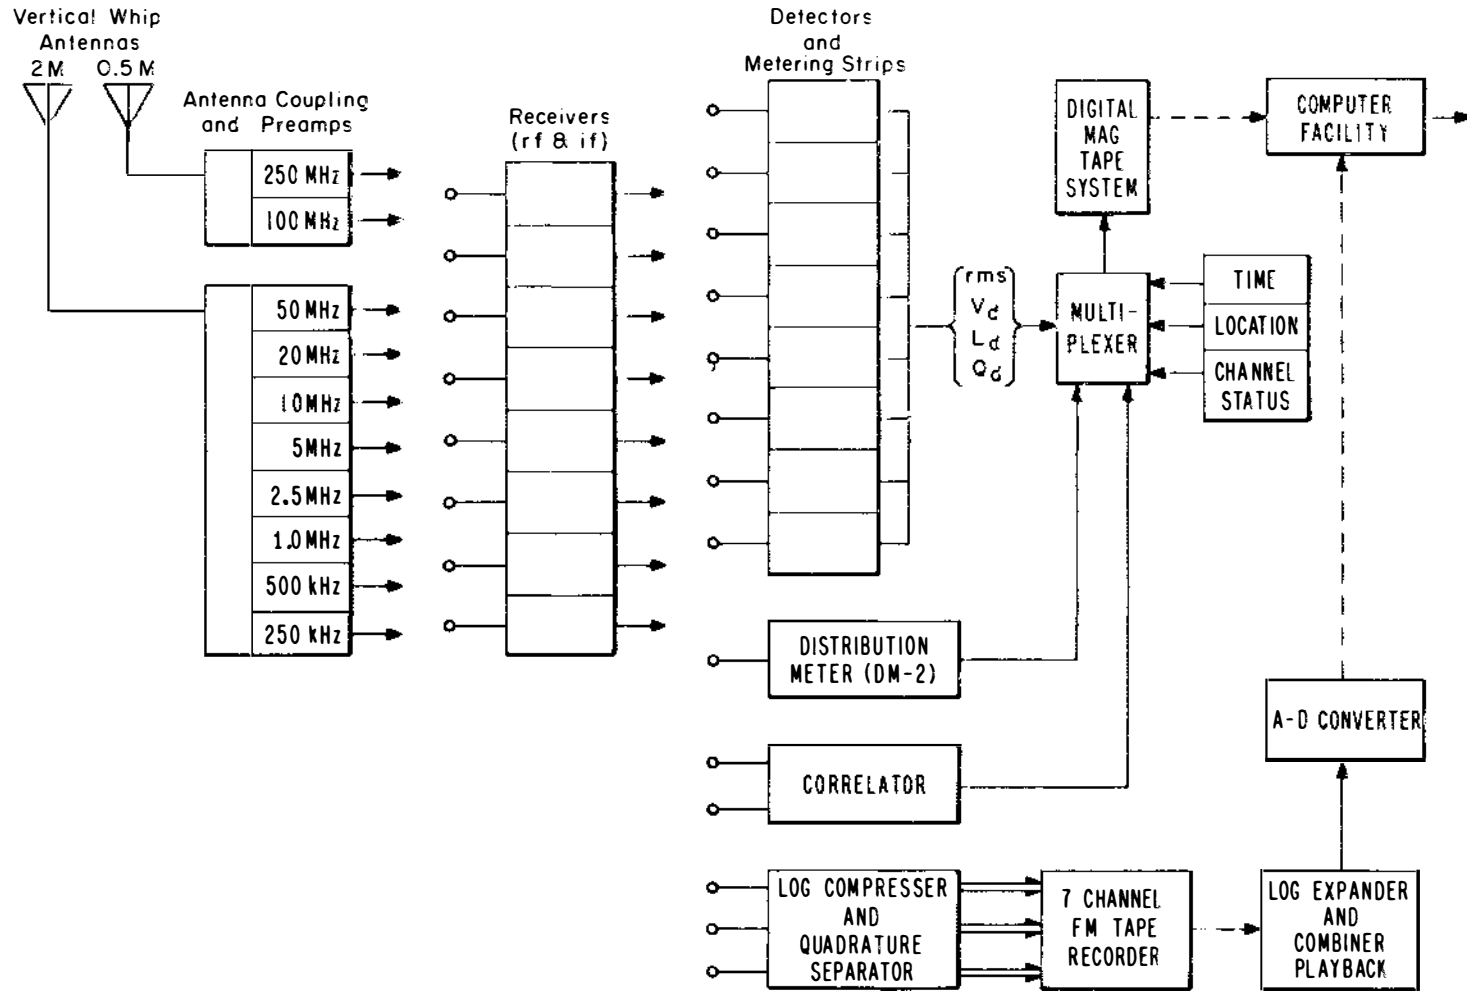 Vertical Whip
Antennas
2M 0.5M
Antenna Coupling
and Preamps
250 MHz
100 MHz
50 MHz
20 MHz
10 MHz
5 MHz
2.5 MHz
1.0 MHz
500 kHz
250 kHz
Receivers
(rf & if)
Detectors
and
Metering Strips
rms
Vd
Ld
Qd
DIGITAL
MAG
TAPE
SYSTEM
COMPUTER
FACILITY
MULTI-
PLEXER
TIME
LOCATION
CHANNEL
STATUS
DISTRIBUTION
METER (DM-2)
CORRELATOR
A-D CONVERTER
LOG COMPRESSER
AND
QUADRATURE
SEPARATOR
7 CHANNEL
FM TAPE
RECORDER
LOG EXPANDER
AND
COMBINER
PLAYBACK